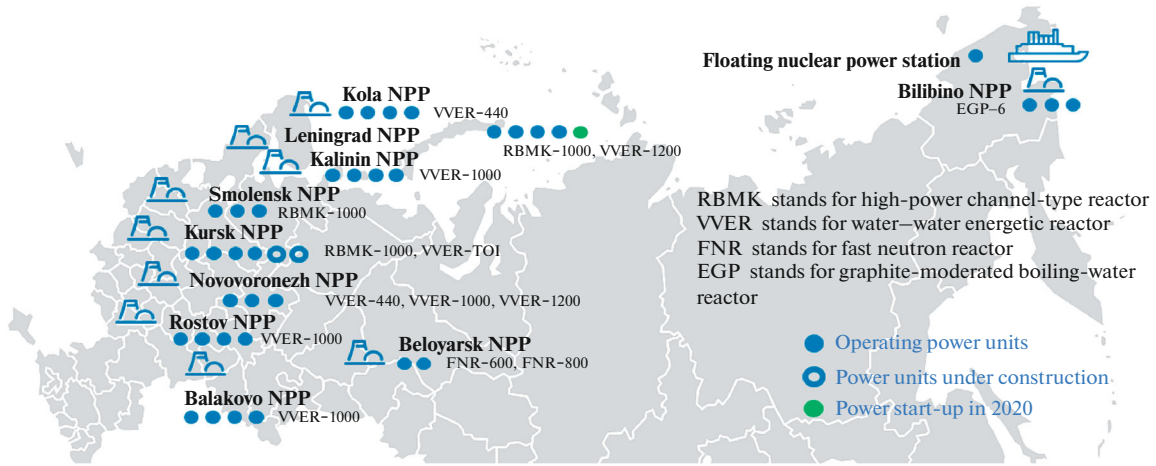 Floating nuclear power station
Bilibino NPP
EGP–6
Kola NPP
VVER-440
Leningrad NPP
RBMK-1000, VVER-1200
Kalinin NPP
VVER-1000
Smolensk NPP
RBMK-1000
Kursk NPP
RBMK-1000, VVER-TOI
Novovoronezh NPP
VVER-440, VVER-1000, VVER-1200
Rostov NPP
VVER-1000
Beloyarsk NPP
FNR-600, FNR-800
Balakovo NPP
VVER-1000
RBMK stands for high-power channel-type reactor
VVER stands for water–water energetic reactor
FNR stands for fast neutron reactor
EGP stands for graphite-moderated boiling-water
reactor
Operating power units
Power units under construction
Power start-up in 2020